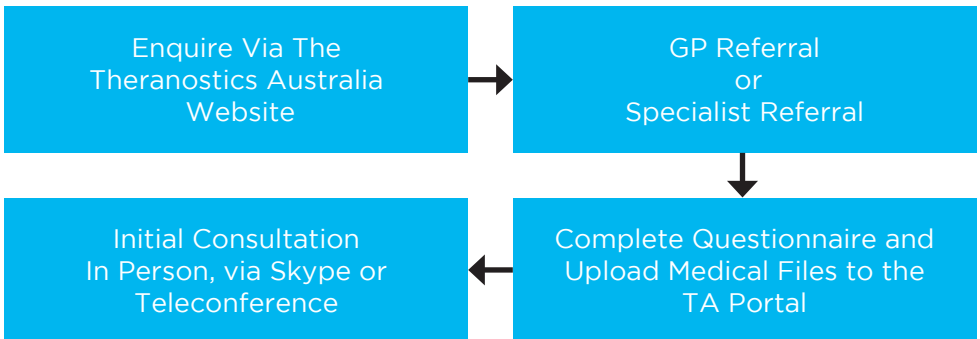 Enquire Via The
Theranostics Australia
Website
GP Referral
or
Specialist Referral
Complete Questionnaire and
Upload Medical Files to the
TA Portal
Initial Consultation
In Person, via Skype or
Teleconference